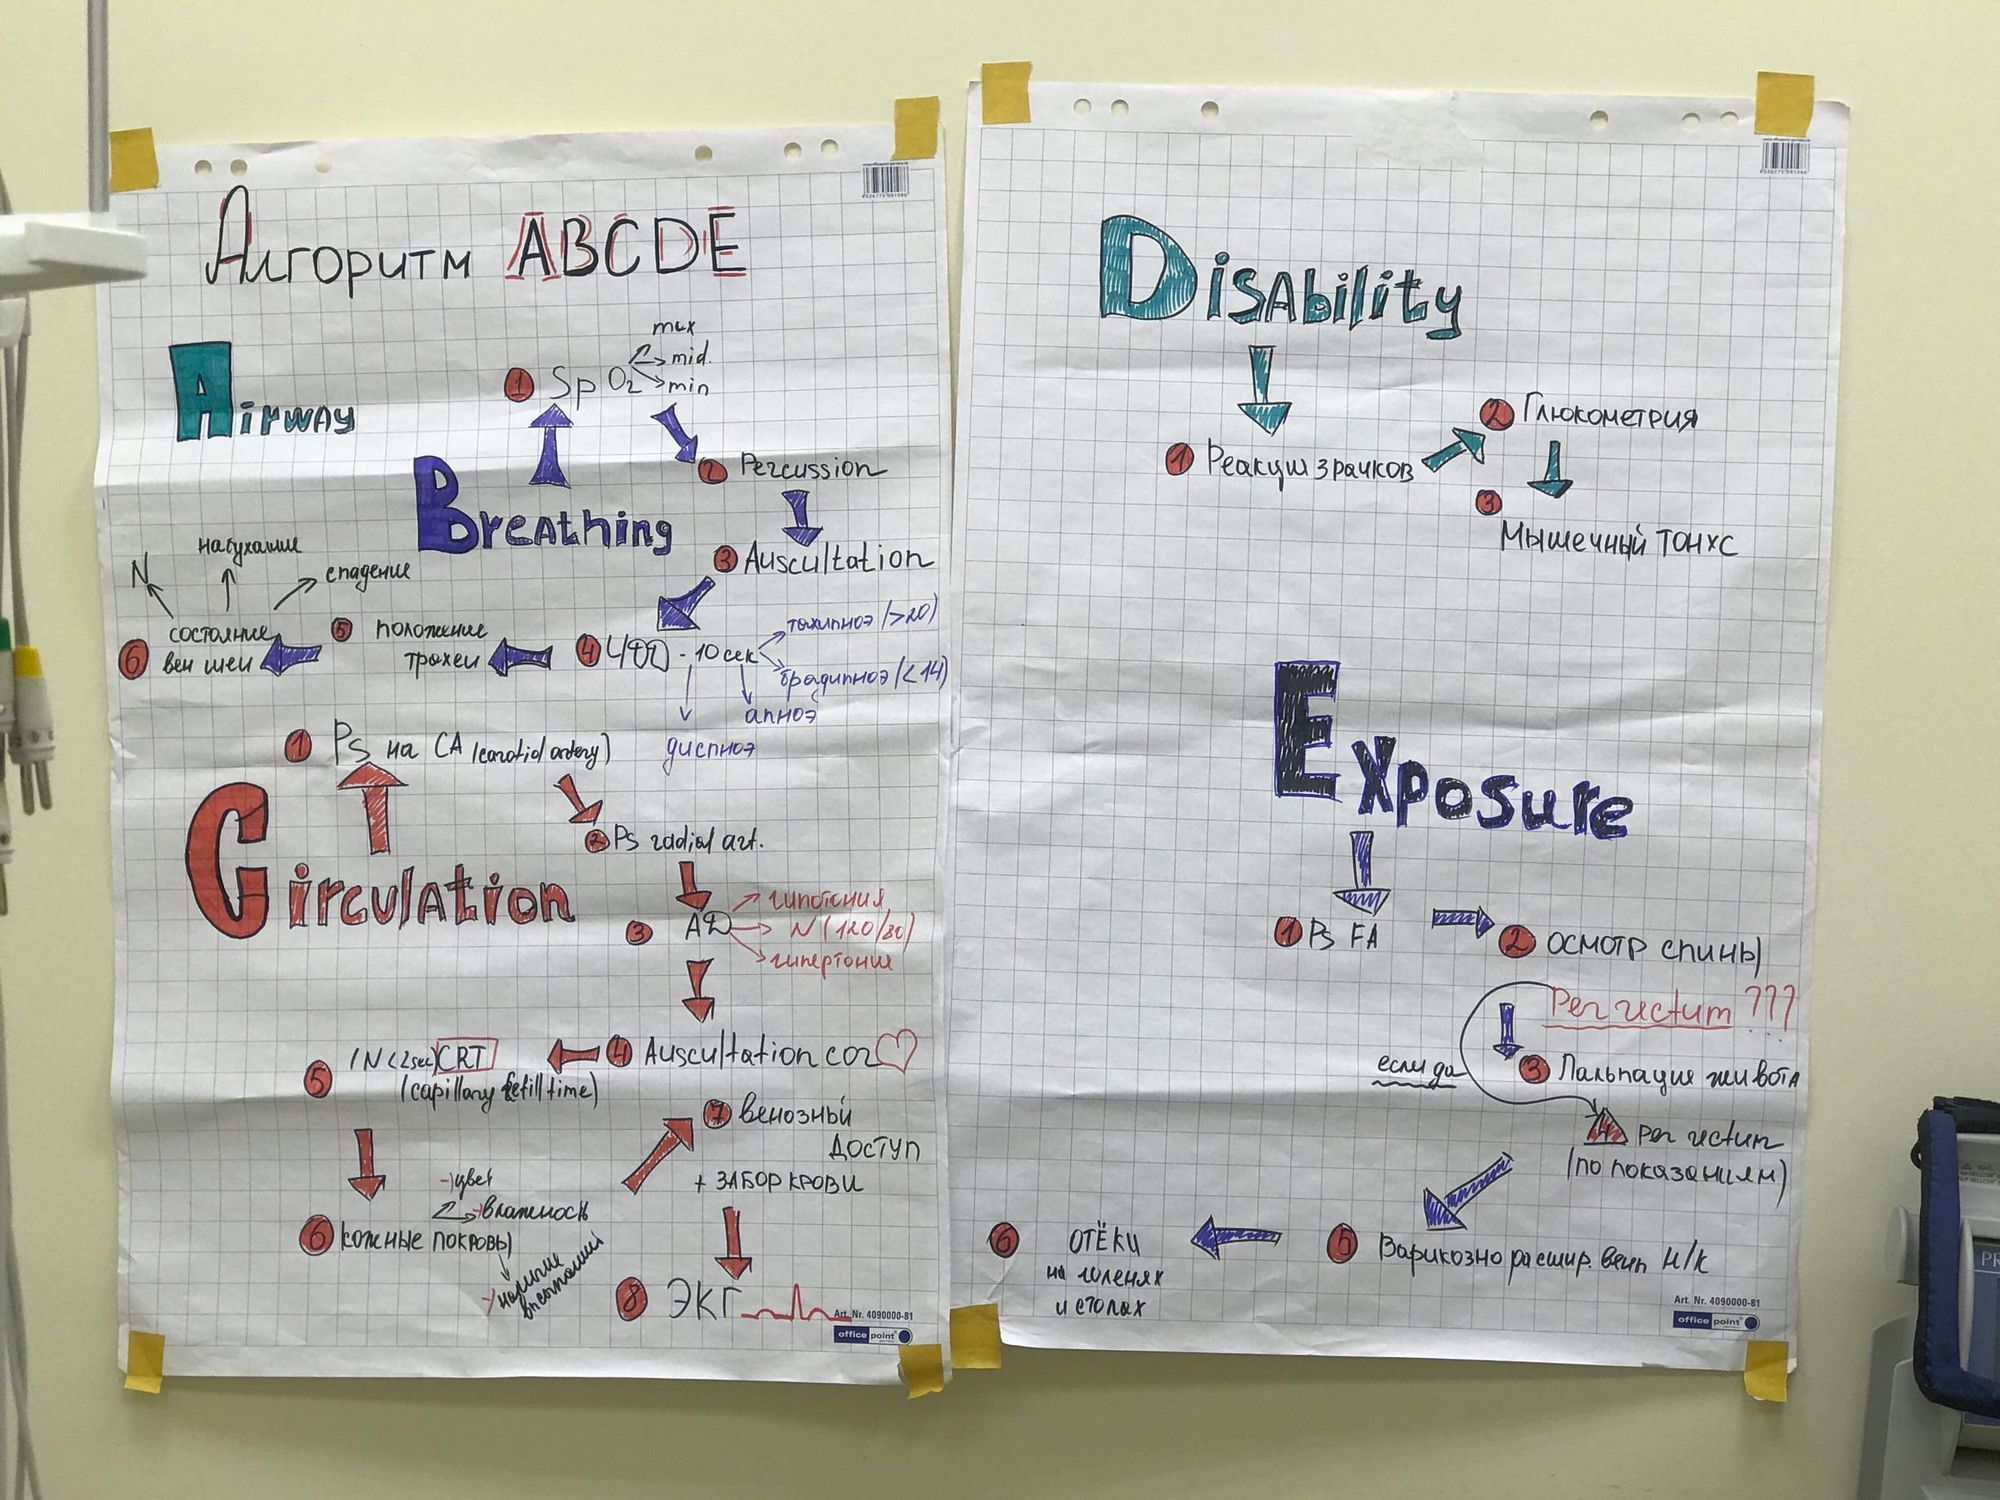 Алгоритм ABCDE
Airway
max
mid.
min
1 SpO2
2 Percussion
Breathing
3 Auscultation
4 ЧДД - 10 сек
тахипноэ (>20)
брадипноэ (<14)
апноэ
диспноэ
5 положение
трахеи
6 состояние
вен шеи
N
набухание
спадение
1 Ps на CA (carotid artery)
Circulation
2 Ps radial art.
3 АД
гипотония
N (120/80)
гипертония
4 Auscultation cor
5 N (2sec) CRT
(capillary refill time)
6 кожные покровы
цвет
влажность
наличие
высыпаний
7 венозный
доступ
+ забор крови
8 ЭКГ
Art. Nr. 4090000-81
office point
Disability
1 Реакции зрачков
2 Глюкометрия
3
Мышечный тонус
Exposure
1 Ps FA
2 осмотр спины
Per rectum ???
если да
3 Пальпация живота
4 per rectum
(по показаниям)
5 Варикозно расшир. вены н/к
6 отёки
на голенях
и стопах
Art. Nr. 4090000-81
office point